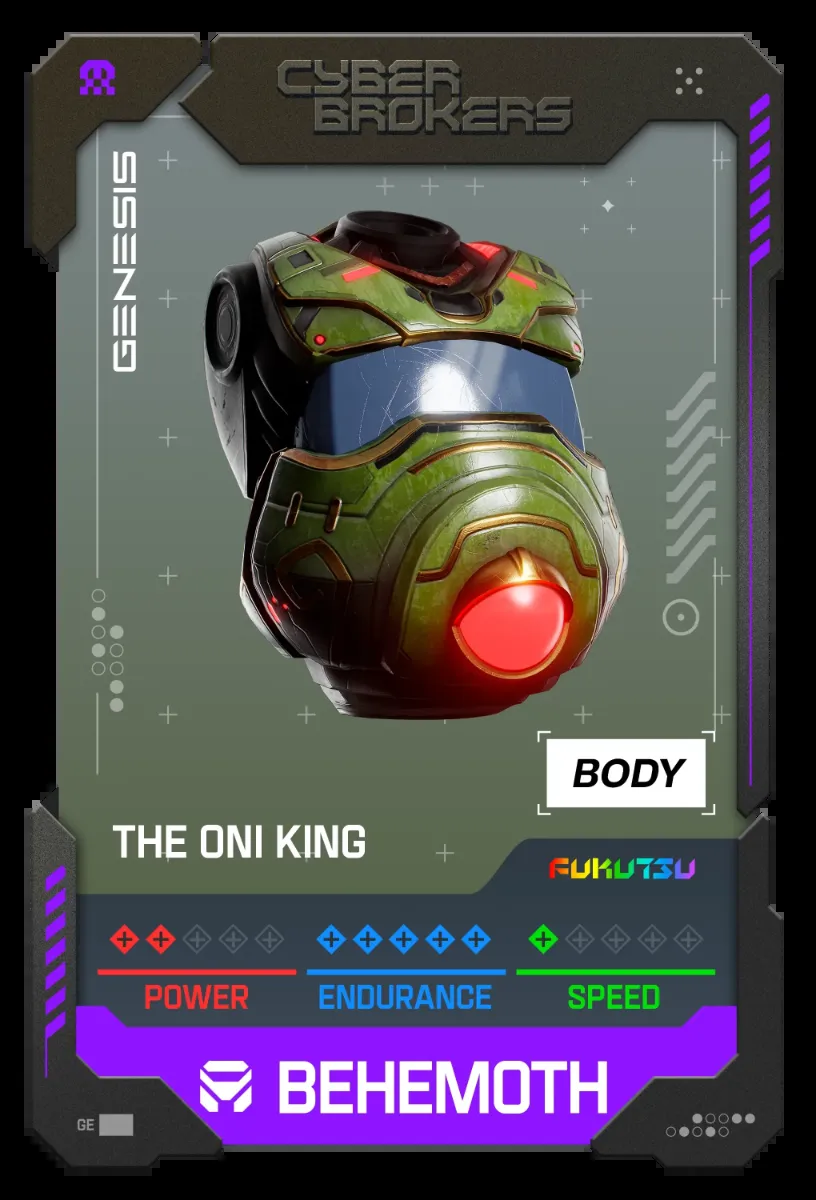 CYBER
BROKERS
GENESIS
BODY
THE ONI KING
FUKUTSU
POWER
ENDURANCE
SPEED
BEHEMOTH
GE